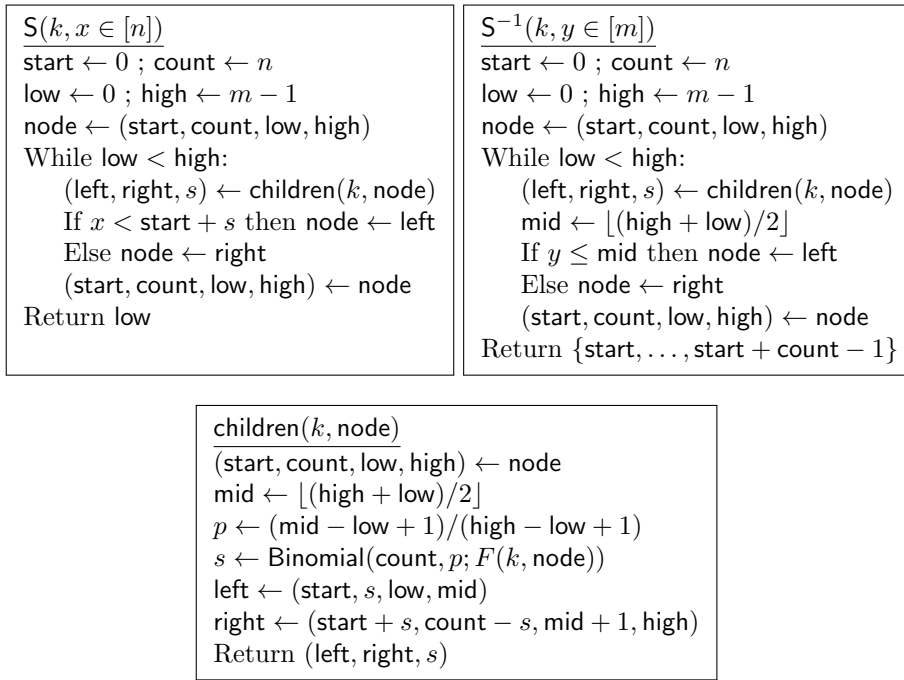 S(k, x ∈ [n])
start ← 0 ; count ← n
low ← 0 ; high ← m − 1
node ← (start, count, low, high)
While low < high:
(left, right, s) ← children(k, node)
If x < start + s then node ← left
Else node ← right
(start, count, low, high) ← node
Return low
S⁻¹(k, y ∈ [m])
start ← 0 ; count ← n
low ← 0 ; high ← m − 1
node ← (start, count, low, high)
While low < high:
(left, right, s) ← children(k, node)
mid ← ⌊(high + low)/2⌋
If y ≤ mid then node ← left
Else node ← right
(start, count, low, high) ← node
Return {start, . . . , start + count − 1}
children(k, node)
(start, count, low, high) ← node
mid ← ⌊(high + low)/2⌋
p ← (mid − low + 1)/(high − low + 1)
s ← Binomial(count, p; F(k, node))
left ← (start, s, low, mid)
right ← (start + s, count − s, mid + 1, high)
Return (left, right, s)